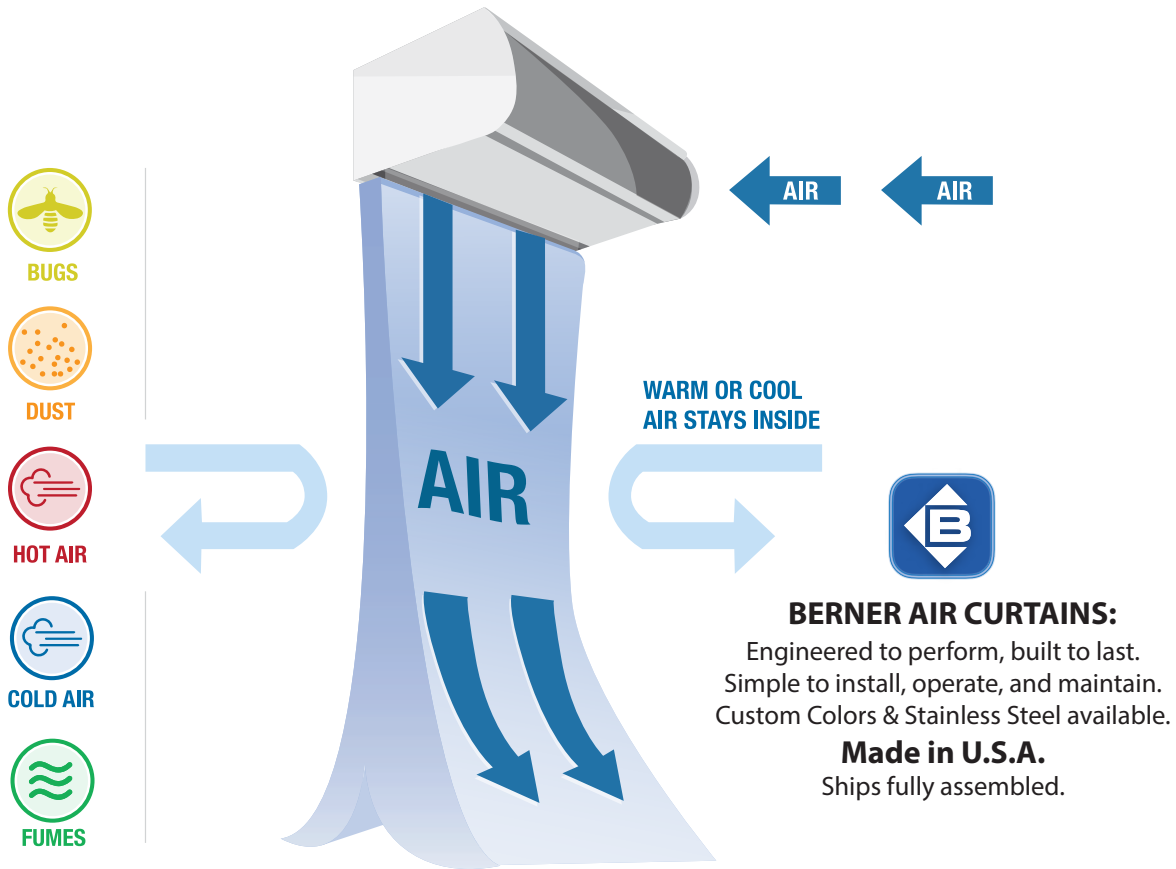 AIR
AIR
BUGS
DUST
WARM OR COOL
AIR STAYS INSIDE
AIR
HOT AIR
B
BERNER AIR CURTAINS:
Engineered to perform, built to last.
Simple to install, operate, and maintain.
Custom Colors & Stainless Steel available.
Made in U.S.A.
Ships fully assembled.
COLD AIR
FUMES